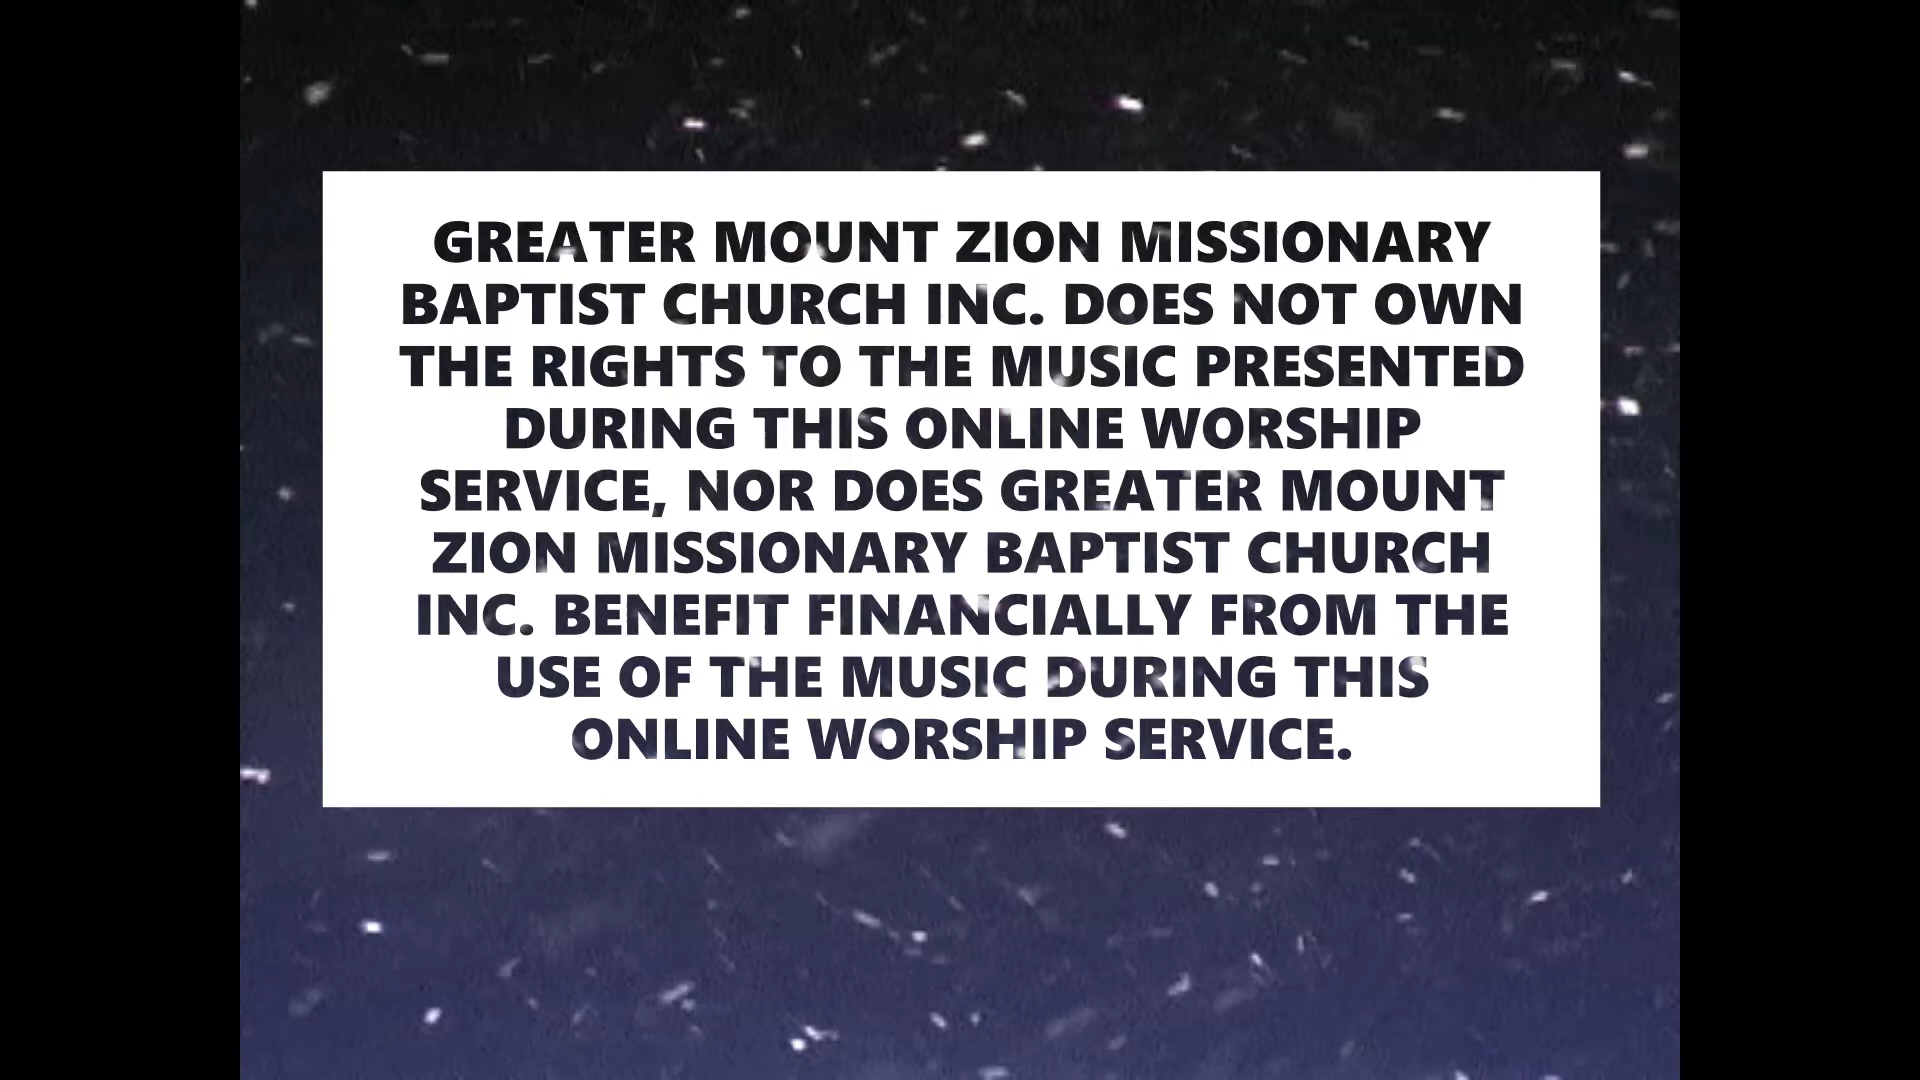 GREATER MOUNT ZION MISSIONARY
BAPTIST CHURCH INC. DOES NOT OWN
THE RIGHTS TO THE MUSIC PRESENTED
DURING THIS ONLINE WORSHIP
SERVICE, NOR DOES GREATER MOUNT
ZION MISSIONARY BAPTIST CHURCH
INC. BENEFIT FINANCIALLY FROM THE
USE OF THE MUSIC DURING THIS
ONLINE WORSHIP SERVICE.